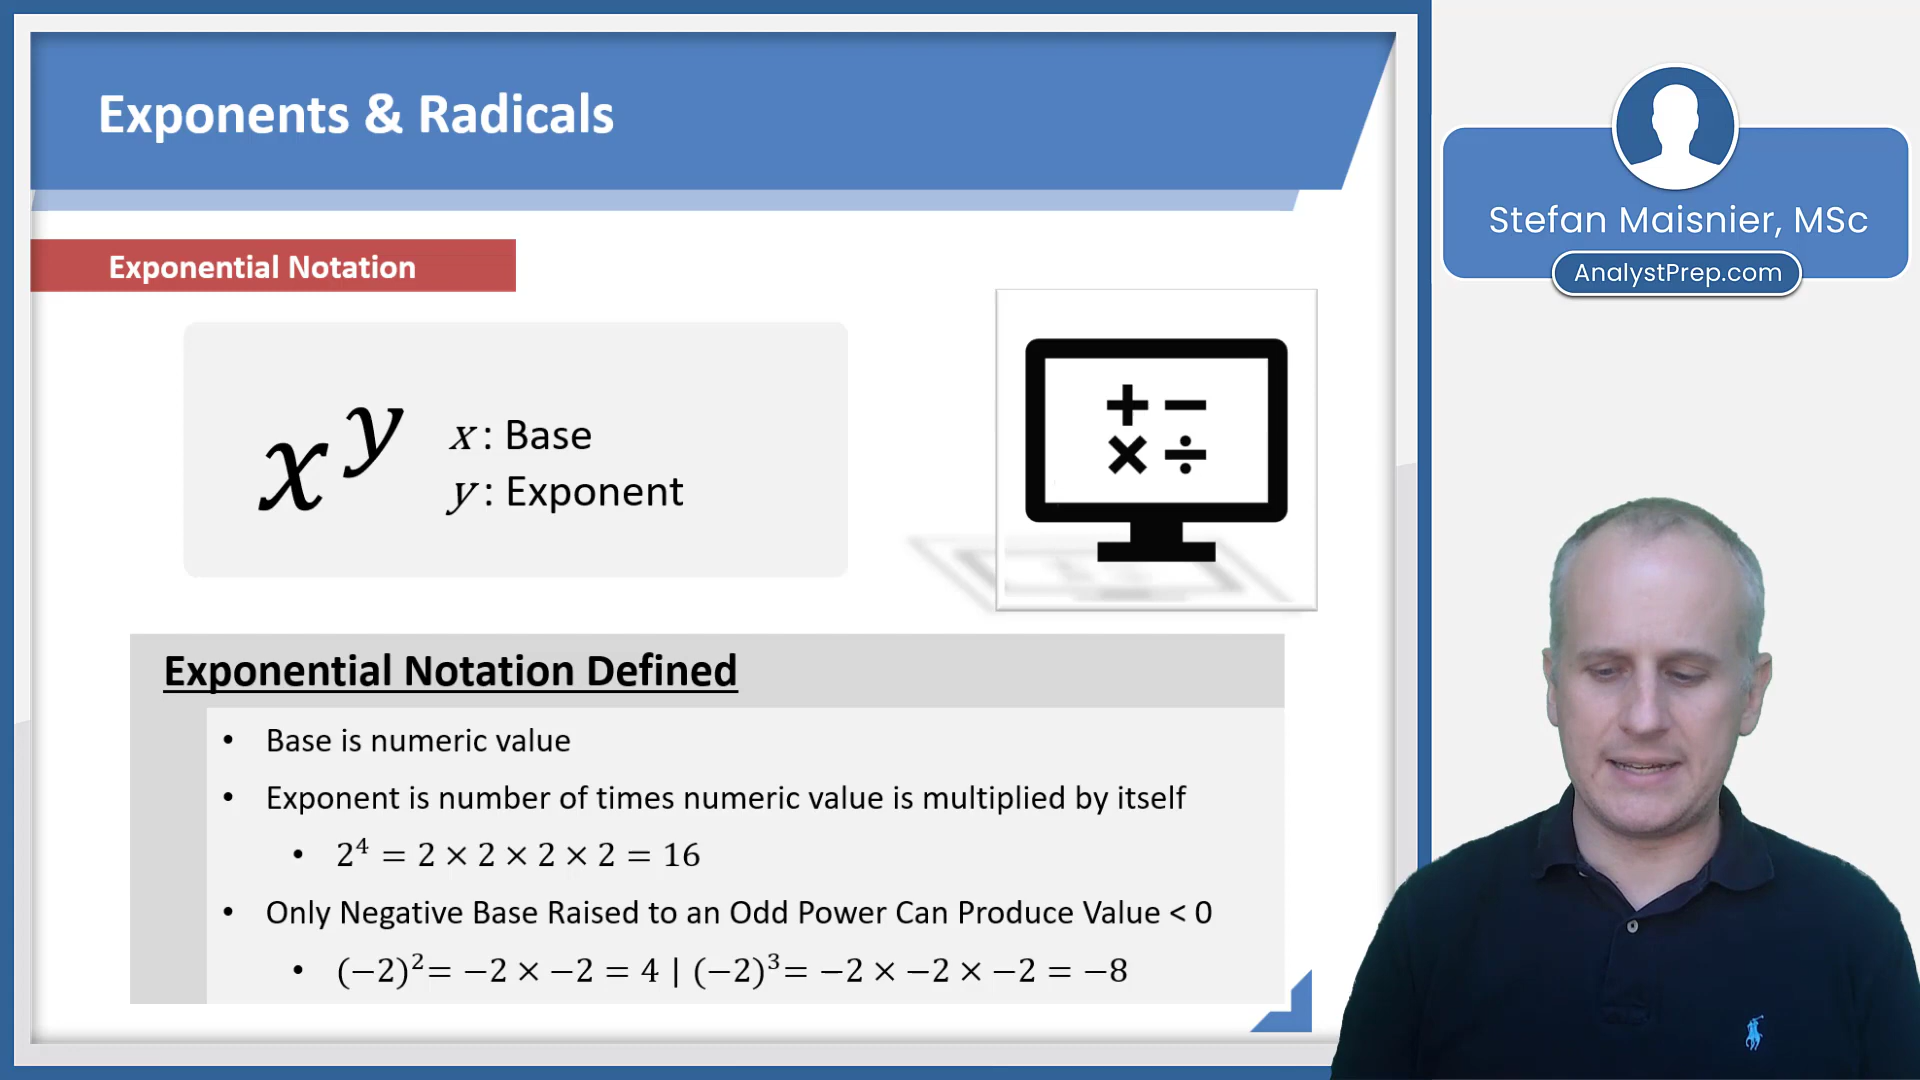 Exponents & Radicals
Exponential Notation
x^y
x : Base
y : Exponent
+ −
× ÷
Exponential Notation Defined
• Base is numeric value
• Exponent is number of times numeric value is multiplied by itself
• 2⁴ = 2 × 2 × 2 × 2 = 16
• Only Negative Base Raised to an Odd Power Can Produce Value < 0
• (−2)²= −2 × −2 = 4 | (−2)³= −2 × −2 × −2 = −8
Stefan Maisnier, MSc
AnalystPrep.com